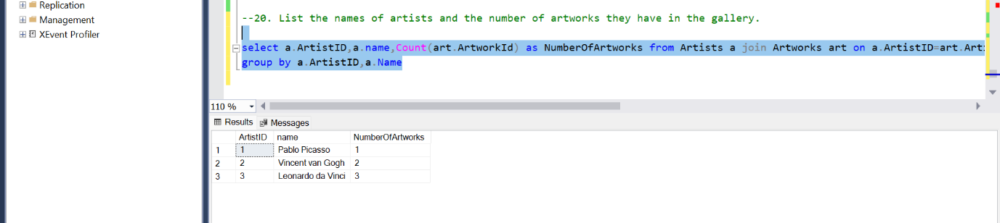 Replication
Management
XEvent Profiler
--20. List the names of artists and the number of artworks they have in the gallery.
select a.ArtistID,a.name,Count(art.ArtworkId) as NumberOfArtworks from Artists a join Artworks art on a.ArtistID=art.Art
group by a.ArtistID,a.Name
110 %
Results Messages
ArtistID name NumberOfArtworks
1 1 Pablo Picasso 1
2 2 Vincent van Gogh 2
3 3 Leonardo da Vinci 3